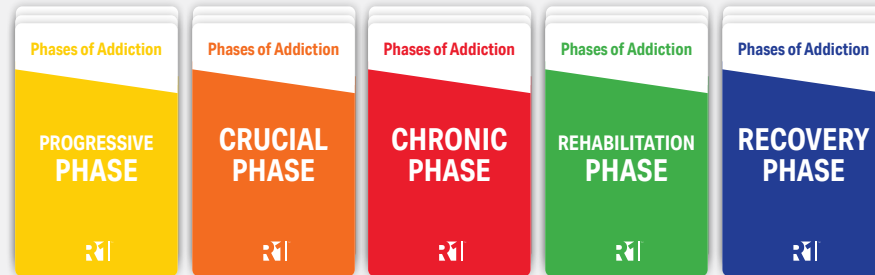 Phases of Addiction
PROGRESSIVE
PHASE
Phases of Addiction
CRUCIAL
PHASE
Phases of Addiction
CHRONIC
PHASE
Phases of Addiction
REHABILITATION
PHASE
Phases of Addiction
RECOVERY
PHASE